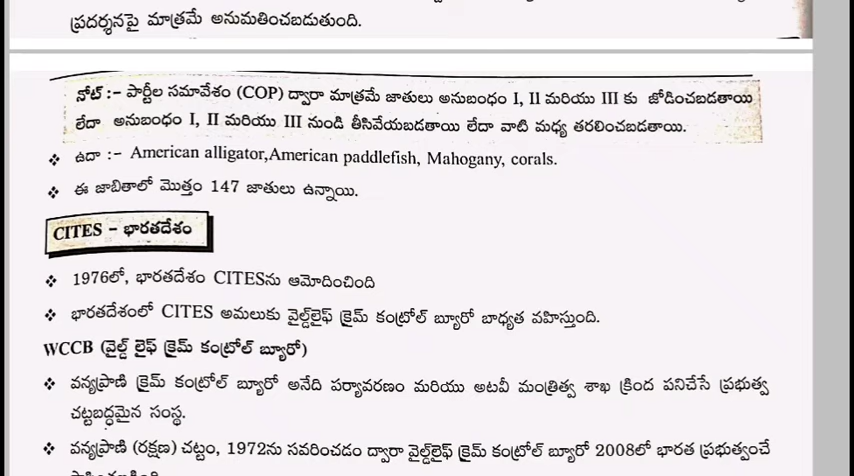 ప్రదర్శనపై మాత్రమే అనుమతించబడుతుంది.
నోట్ :- పార్టీల సమావేశం (COP) ద్వారా మాత్రమే జాతులు అనుబంధం I, II మరియు III కు జోడించబడతాయి
లేదా అనుబంధం I, II మరియు III నుండి తీసివేయబడతాయి లేదా వాటి మధ్య తరలించబడతాయి.
❖ ఉదా :- American alligator,American paddlefish, Mahogany, corals.
❖ ఈ జాబితాలో మొత్తం 147 జాతులు ఉన్నాయి.
CITES – భారతదేశం
❖ 1976లో, భారతదేశం CITESను ఆమోదించింది
❖ భారతదేశంలో CITES అమలుకు వైల్డ్‌లైఫ్ క్రైమ్ కంట్రోల్ బ్యూరో బాధ్యత వహిస్తుంది.
WCCB (వైల్డ్ లైఫ్ క్రైమ్ కంట్రోల్ బ్యూరో)
❖ వన్యప్రాణి క్రైమ్ కంట్రోల్ బ్యూరో అనేది పర్యావరణం మరియు అటవీ మంత్రిత్వ శాఖ క్రింద పనిచేసే ప్రభుత్వ
చట్టబద్ధమైన సంస్థ.
❖ వన్యప్రాణి (రక్షణ) చట్టం, 1972ను సవరించడం ద్వారా వైల్డ్‌లైఫ్ క్రైమ్ కంట్రోల్ బ్యూరో 2008లో భారత ప్రభుత్వంచే